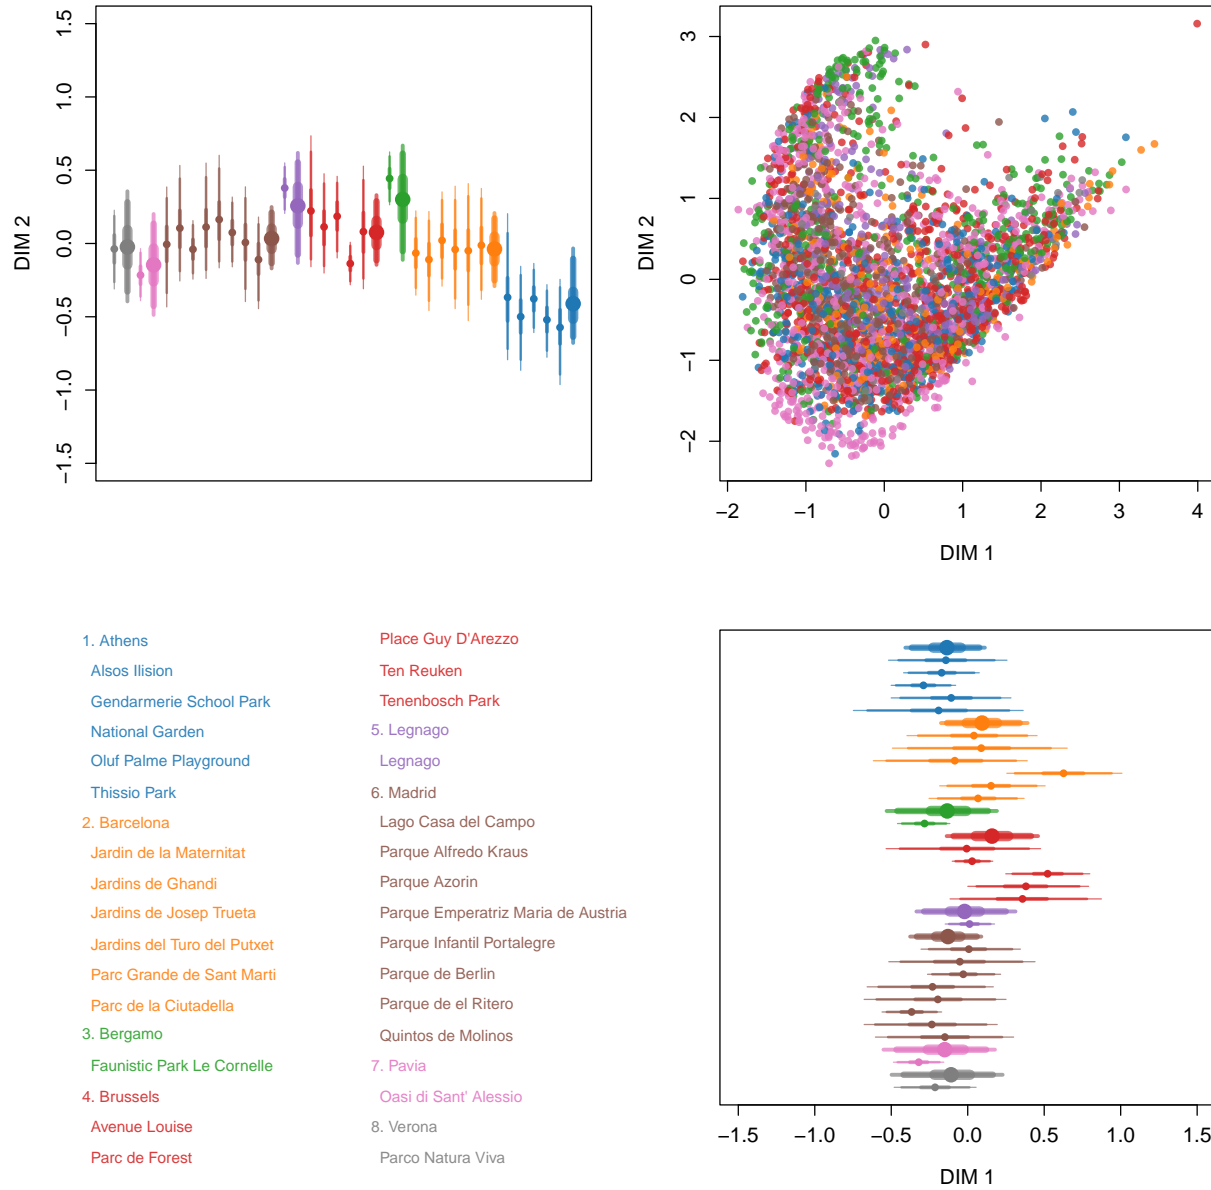 1.5
1.0
0.5
0.0
−0.5
−1.0
−1.5
DIM 2
3
2
1
0
−1
−2
DIM 2
−2
−1
0
1
2
3
4
DIM 1
1. Athens
Alsos Ilision
Gendarmerie School Park
National Garden
Oluf Palme Playground
Thissio Park
2. Barcelona
Jardin de la Maternitat
Jardins de Ghandi
Jardins de Josep Trueta
Jardins del Turo del Putxet
Parc Grande de Sant Marti
Parc de la Ciutadella
3. Bergamo
Faunistic Park Le Cornelle
4. Brussels
Avenue Louise
Parc de Forest
Place Guy D'Arezzo
Ten Reuken
Tenenbosch Park
5. Legnago
Legnago
6. Madrid
Lago Casa del Campo
Parque Alfredo Kraus
Parque Azorin
Parque Emperatriz Maria de Austria
Parque Infantil Portalegre
Parque de Berlin
Parque de el Ritero
Quintos de Molinos
7. Pavia
Oasi di Sant' Alessio
8. Verona
Parco Natura Viva
−1.5
−1.0
−0.5
0.0
0.5
1.0
1.5
DIM 1